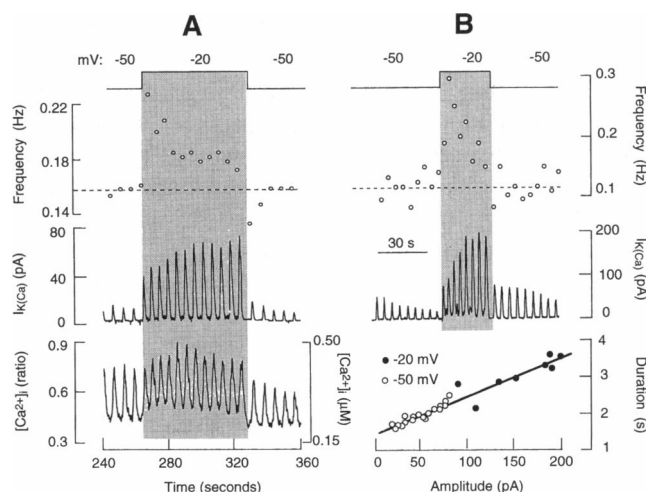 A
B
mV: -50 -20 -50
-50 -20 -50
Frequency (Hz)
0.22
0.18
0.14
Frequency (Hz)
0.3
0.2
0.1
IK(Ca) (pA)
80
40
0
30 s
IK(Ca) (pA)
200
100
0
[Ca2+]i (ratio)
0.9
0.6
0.3
[Ca2+]i (µM)
0.50
0.15
-20 mV
-50 mV
Duration (s)
4
3
2
1
240 280 320 360
Time (seconds)
0 50 100 150 200
Amplitude (pA)